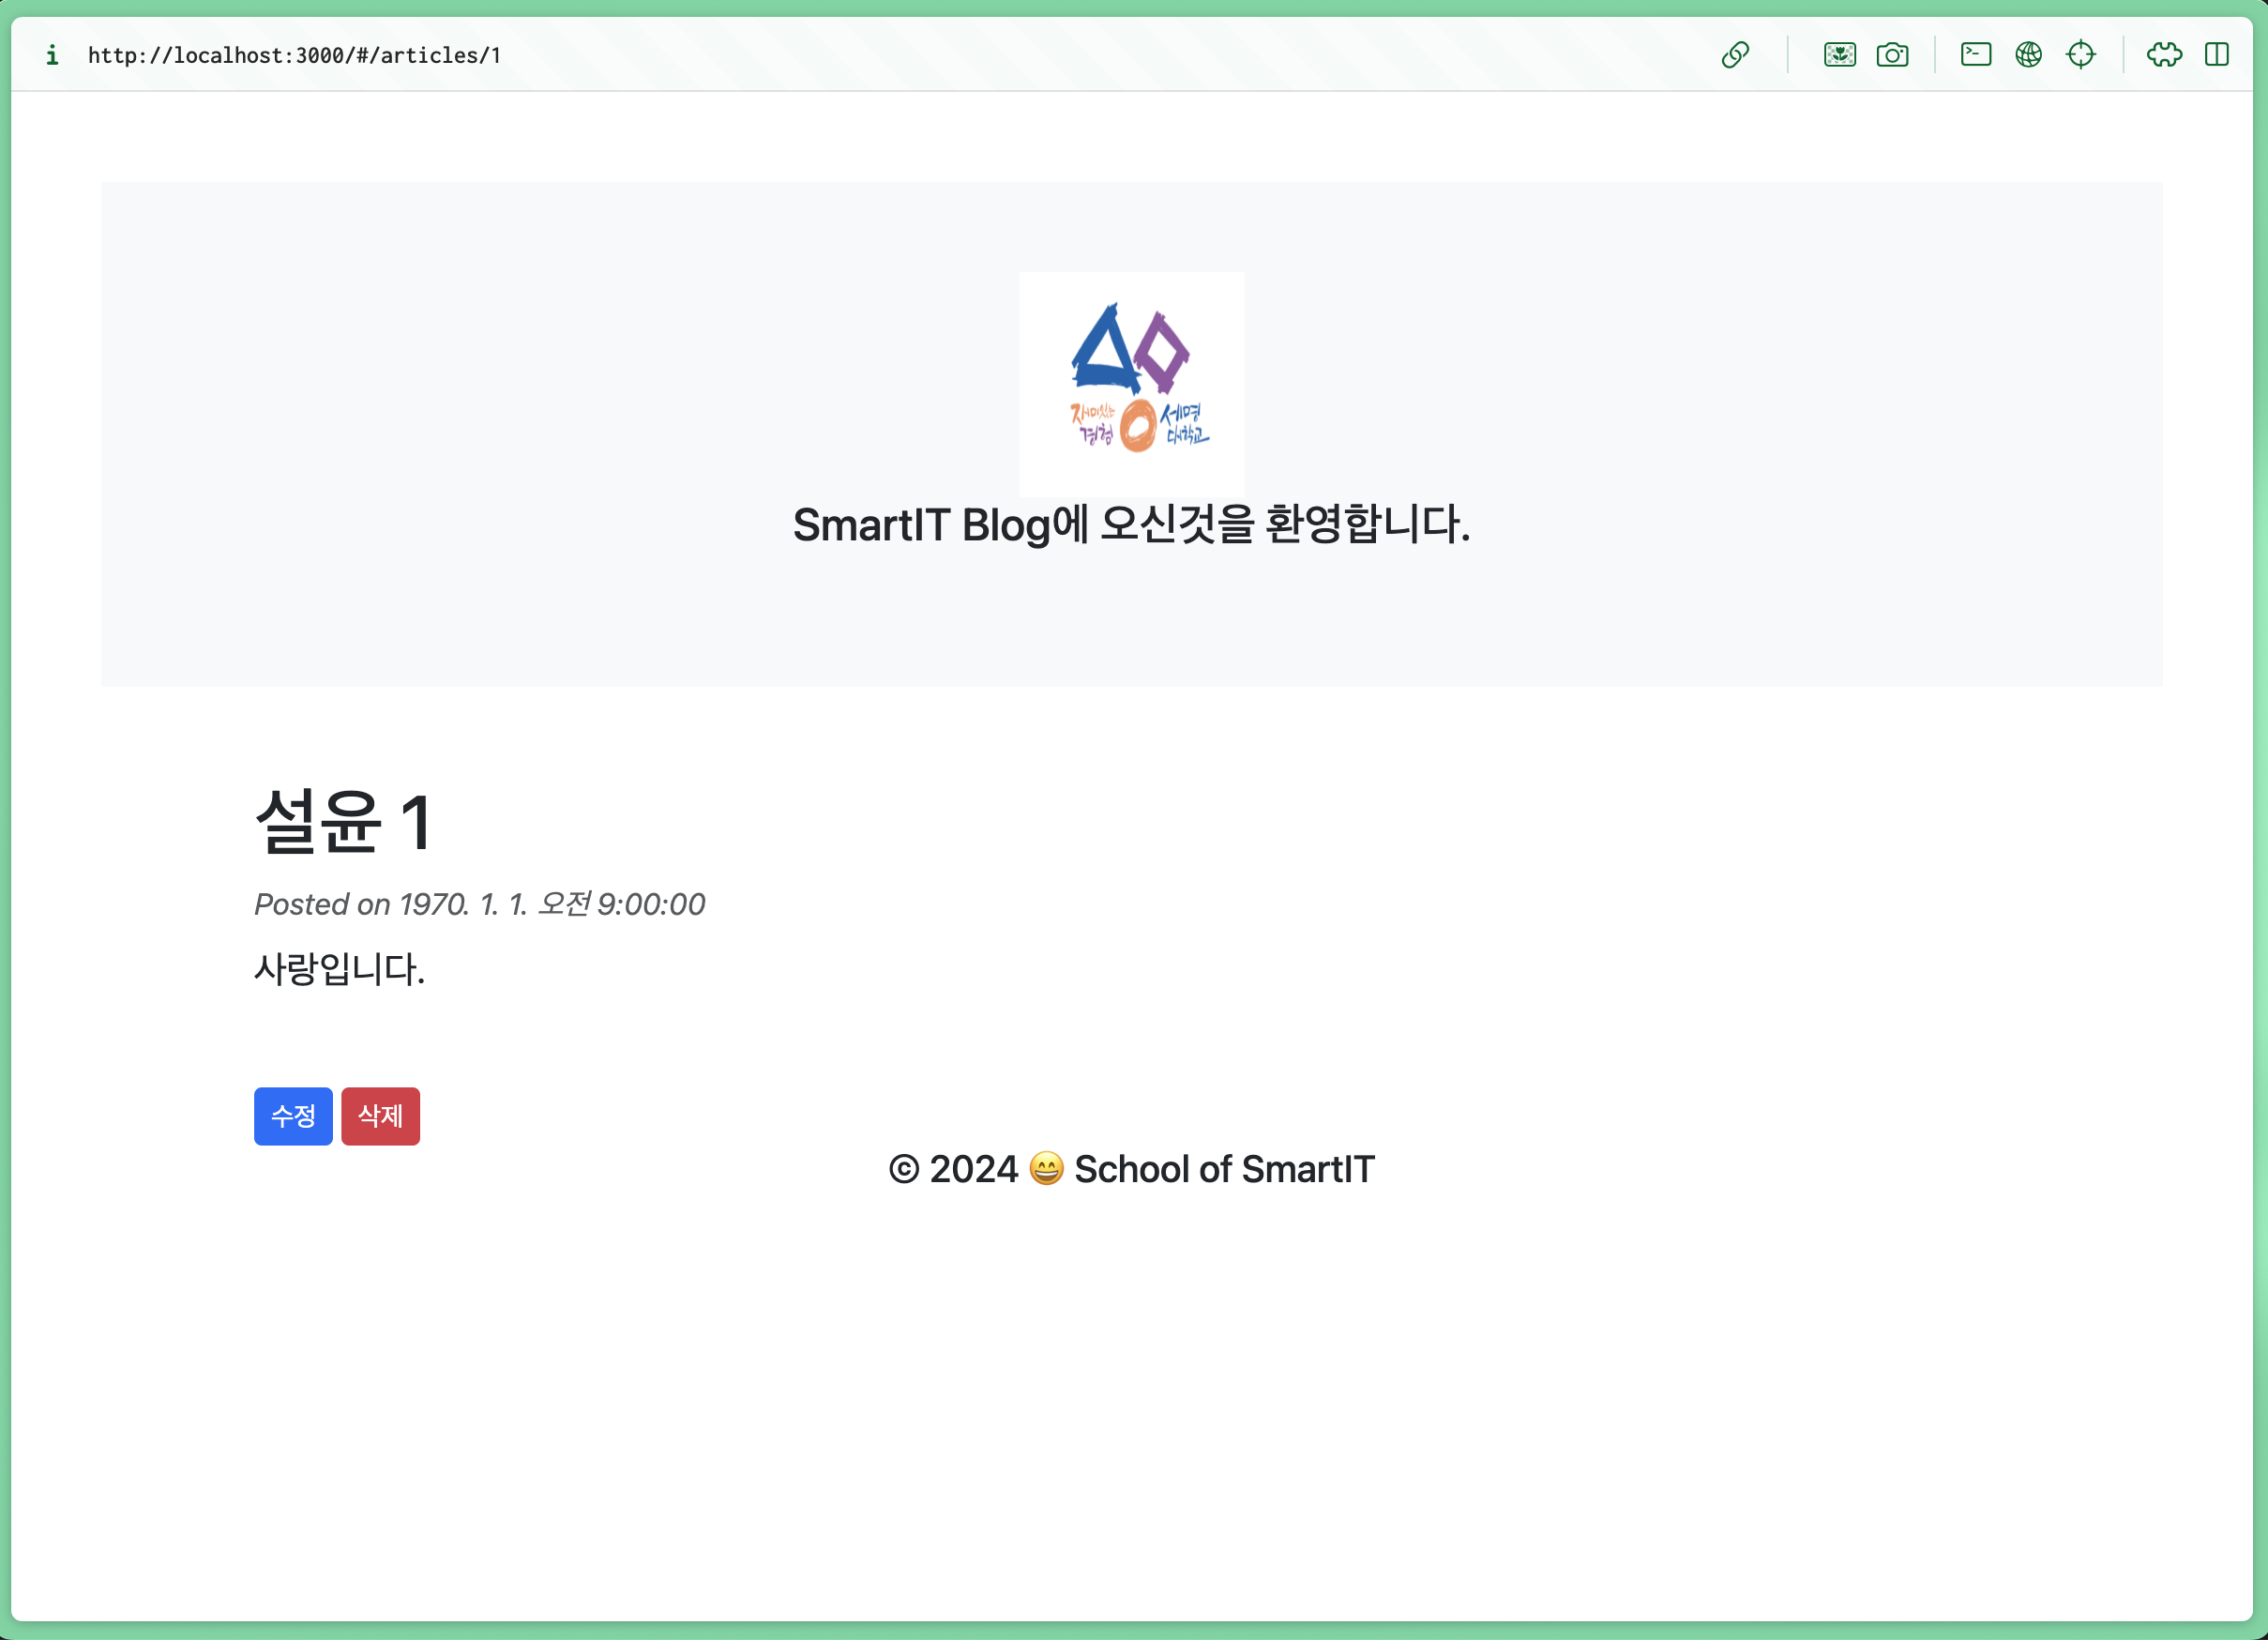 http://localhost:3000/#/articles/1
재미있는 세명
경험 대학교
SmartIT Blog에 오신것을 환영합니다.
설윤 1
Posted on 1970. 1. 1. 오전 9:00:00
사랑입니다.
수정 삭제
© 2024 😄 School of SmartIT